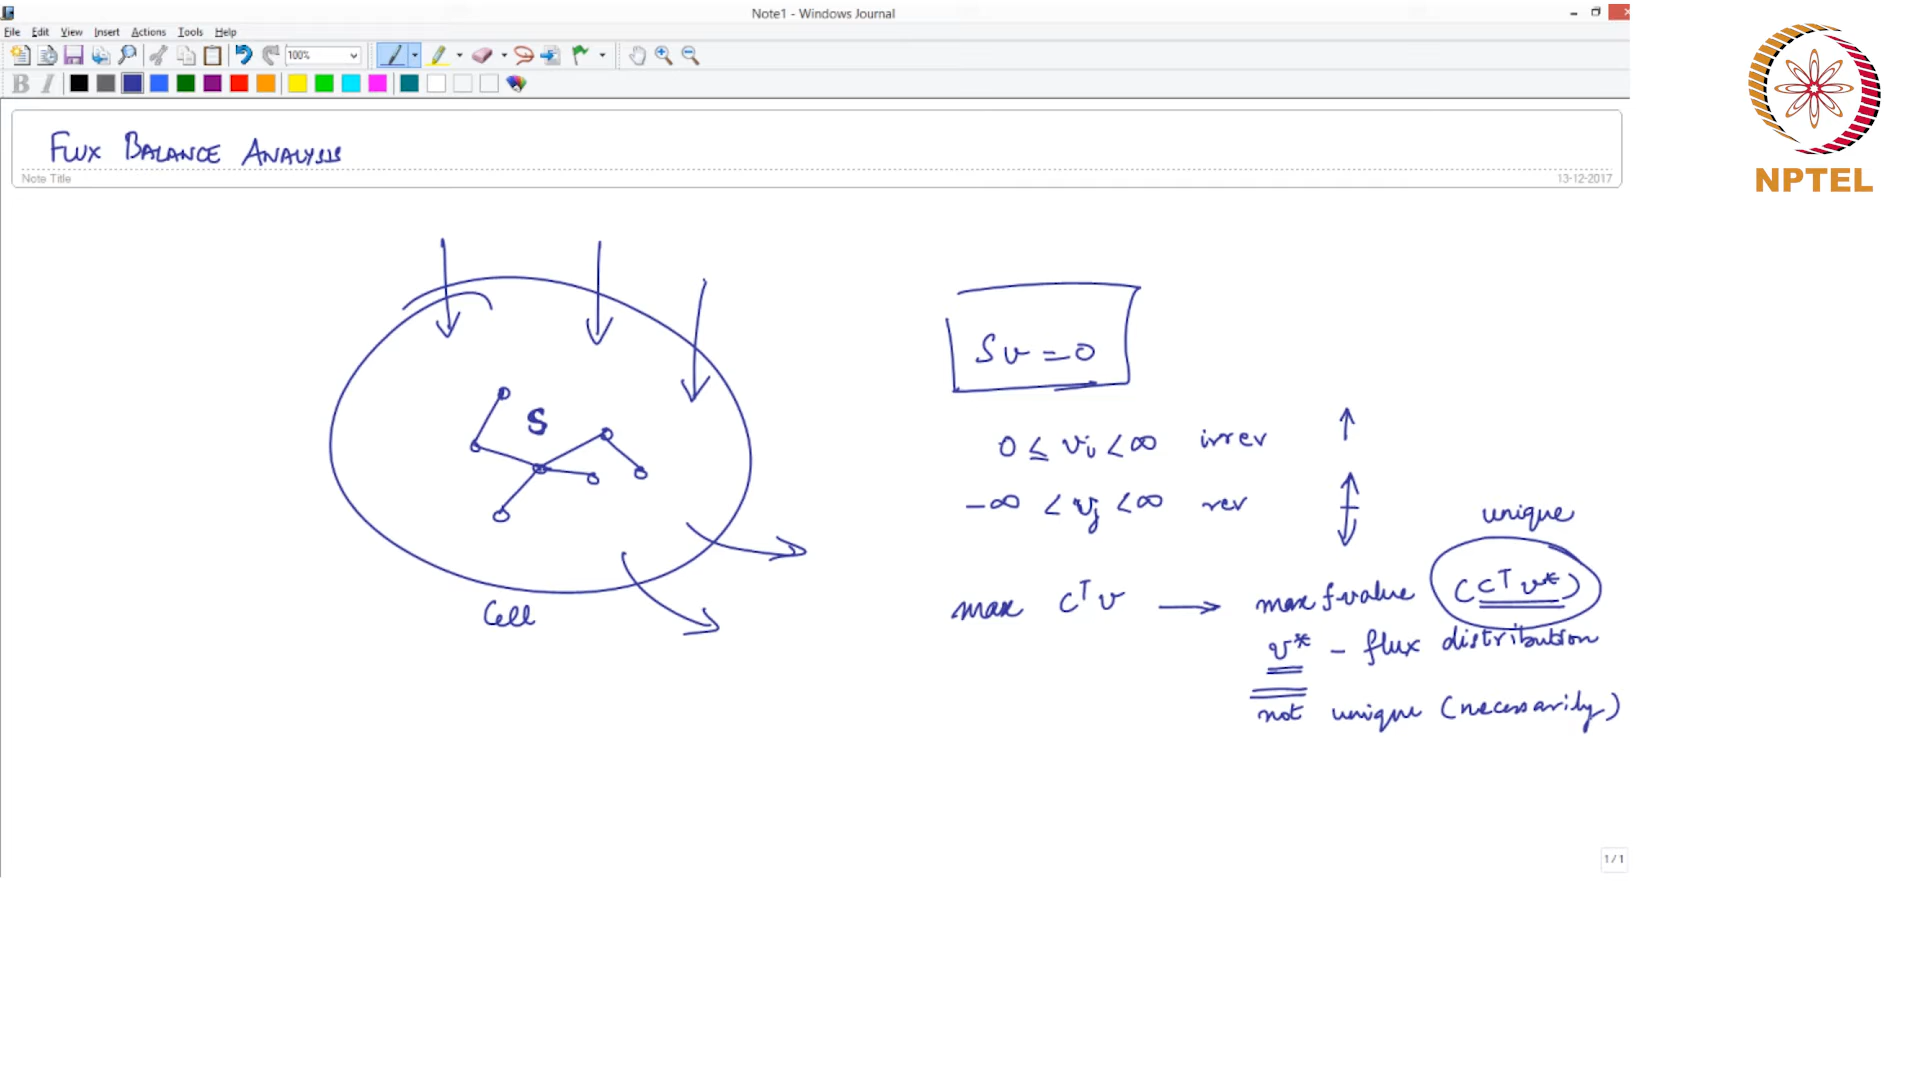 Note1 - Windows Journal
File Edit View Insert Actions Tools Help
100%
B I
FLUX BALANCE ANALYSIS
Note Title
13-12-2017
NPTEL
S
Cell
Sv = 0
0 ≤ vi < ∞ irrev
-∞ < vj < ∞ rev
unique
max cᵀv → max f-value (cᵀv*)
v* - flux distribution
not unique (necessarily)
1 / 1